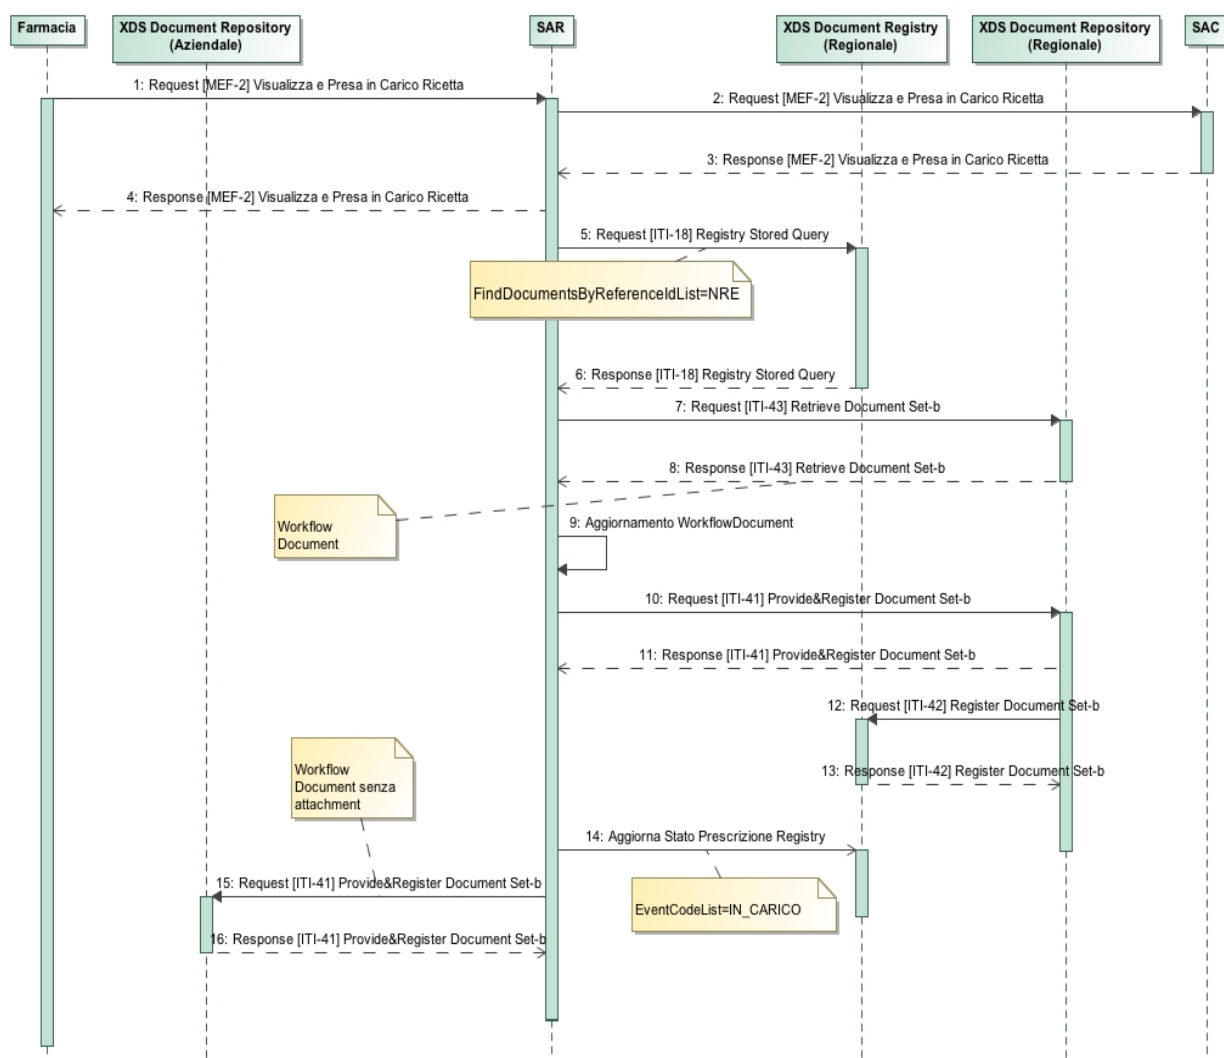 Farmacia
XDS Document Repository
(Aziendale)
SAR
XDS Document Registry
(Regionale)
XDS Document Repository
(Regionale)
SAC
1: Request [MEF-2] Visualizza e Presa in Carico Ricetta
2: Request [MEF-2] Visualizza e Presa in Carico Ricetta
3: Response [MEF-2] Visualizza e Presa in Carico Ricetta
4: Response [MEF-2] Visualizza e Presa in Carico Ricetta
5: Request [ITI-18] Registry Stored Query
FindDocumentsByReferenceIdList=NRE
6: Response [ITI-18] Registry Stored Query
7: Request [ITI-43] Retrieve Document Set-b
8: Response [ITI-43] Retrieve Document Set-b
Workflow
Document
9: Aggiornamento WorkflowDocument
10: Request [ITI-41] Provide&Register Document Set-b
11: Response [ITI-41] Provide&Register Document Set-b
12: Request [ITI-42] Register Document Set-b
13: Response [ITI-42] Register Document Set-b
Workflow
Document senza
attachment
14: Aggiorna Stato Prescrizione Registry
15: Request [ITI-41] Provide&Register Document Set-b
EventCodeList=IN_CARICO
16: Response [ITI-41] Provide&Register Document Set-b